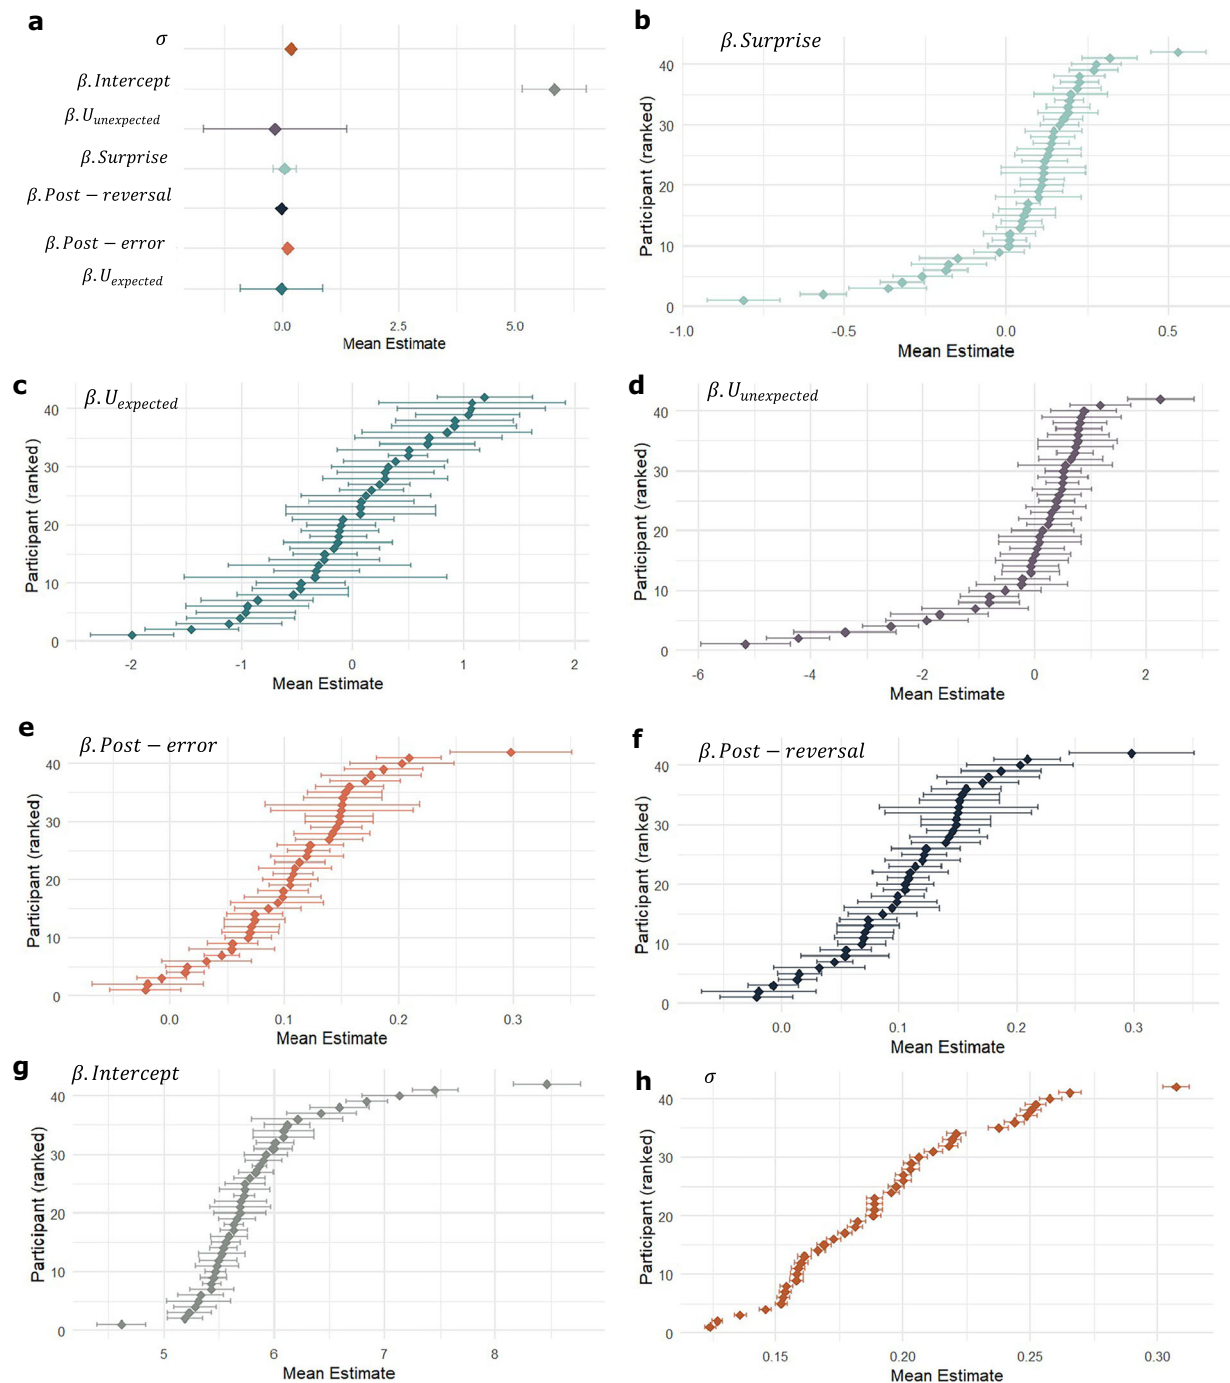 a
σ
β.Intercept
β.U_unexpected
β.Surprise
β.Post − reversal
β.Post − error
β.U_expected
0.0 2.5 5.0
Mean Estimate
b
β.Surprise
Participant (ranked)
40
30
20
10
0
-1.0 -0.5 0.0 0.5
Mean Estimate
c
β.U_expected
Participant (ranked)
40
30
20
10
0
-2 -1 0 1 2
Mean Estimate
d
β.U_unexpected
Participant (ranked)
40
30
20
10
0
-6 -4 -2 0 2
Mean Estimate
e
β.Post − error
Participant (ranked)
40
30
20
10
0
0.0 0.1 0.2 0.3
Mean Estimate
f
β.Post − reversal
Participant (ranked)
40
30
20
10
0
0.0 0.1 0.2 0.3
Mean Estimate
g
β.Intercept
Participant (ranked)
40
30
20
10
0
5 6 7 8
Mean Estimate
h
σ
Participant (ranked)
40
30
20
10
0
0.15 0.20 0.25 0.30
Mean Estimate